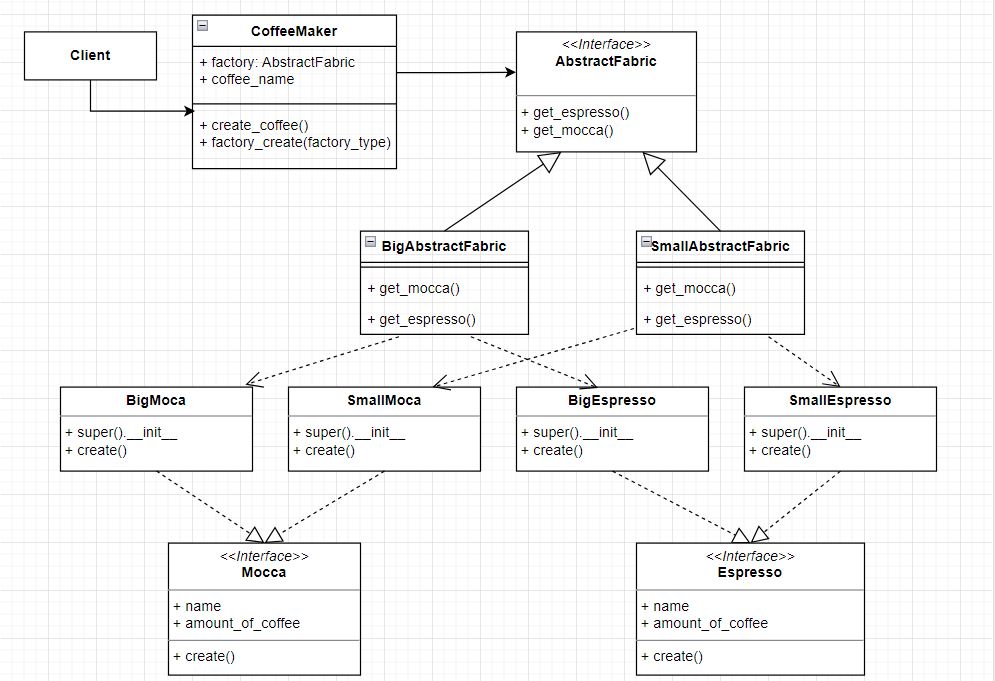 Client
CoffeeMaker
+ factory: AbstractFabric
+ coffee_name
+ create_coffee()
+ factory_create(factory_type)
<<Interface>>
AbstractFabric
+ get_espresso()
+ get_mocca()
BigAbstractFabric
+ get_mocca()
+ get_espresso()
SmallAbstractFabric
+ get_mocca()
+ get_espresso()
BigMoca
+ super().__init__
+ create()
SmallMoca
+ super().__init__
+ create()
BigEspresso
+ super().__init__
+ create()
SmallEspresso
+ super().__init__
+ create()
<<Interface>>
Mocca
+ name
+ amount_of_coffee
+ create()
<<Interface>>
Espresso
+ name
+ amount_of_coffee
+ create()